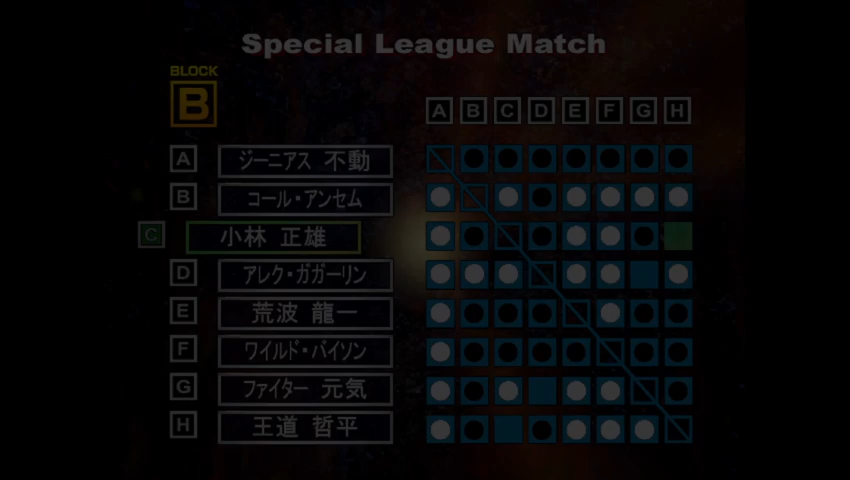 Special League Match
BLOCK
B
A B C D E F G H
A ジーニアス 不動
B コール・アンセム
C 小林 正雄
D アレク・ガガーリン
E 荒波 龍一
F ワイルド・バイソン
G ファイター 元気
H 王道 哲平